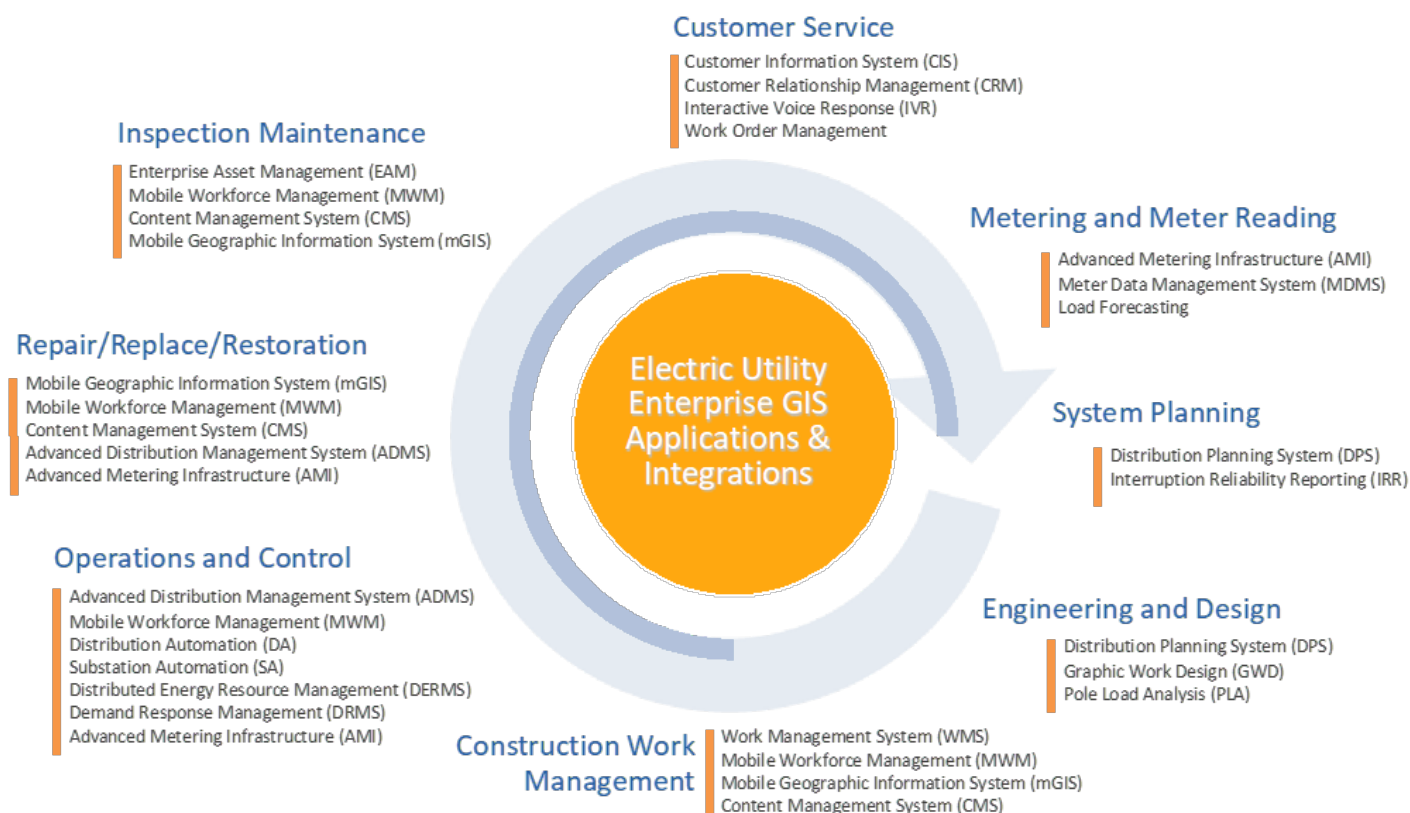 Customer Service
Customer Information System (CIS)
Customer Relationship Management (CRM)
Interactive Voice Response (IVR)
Work Order Management
Inspection Maintenance
Enterprise Asset Management (EAM)
Mobile Workforce Management (MWM)
Content Management System (CMS)
Mobile Geographic Information System (mGIS)
Metering and Meter Reading
Advanced Metering Infrastructure (AMI)
Meter Data Management System (MDMS)
Load Forecasting
Repair/Replace/Restoration
Mobile Geographic Information System (mGIS)
Mobile Workforce Management (MWM)
Content Management System (CMS)
Advanced Distribution Management System (ADMS)
Advanced Metering Infrastructure (AMI)
Electric Utility
Enterprise GIS
Applications &
Integrations
System Planning
Distribution Planning System (DPS)
Interruption Reliability Reporting (IRR)
Operations and Control
Advanced Distribution Management System (ADMS)
Mobile Workforce Management (MWM)
Distribution Automation (DA)
Substation Automation (SA)
Distributed Energy Resource Management (DERMS)
Demand Response Management (DRMS)
Advanced Metering Infrastructure (AMI)
Engineering and Design
Distribution Planning System (DPS)
Graphic Work Design (GWD)
Pole Load Analysis (PLA)
Construction Work
Management
Work Management System (WMS)
Mobile Workforce Management (MWM)
Mobile Geographic Information System (mGIS)
Content Management System (CMS)